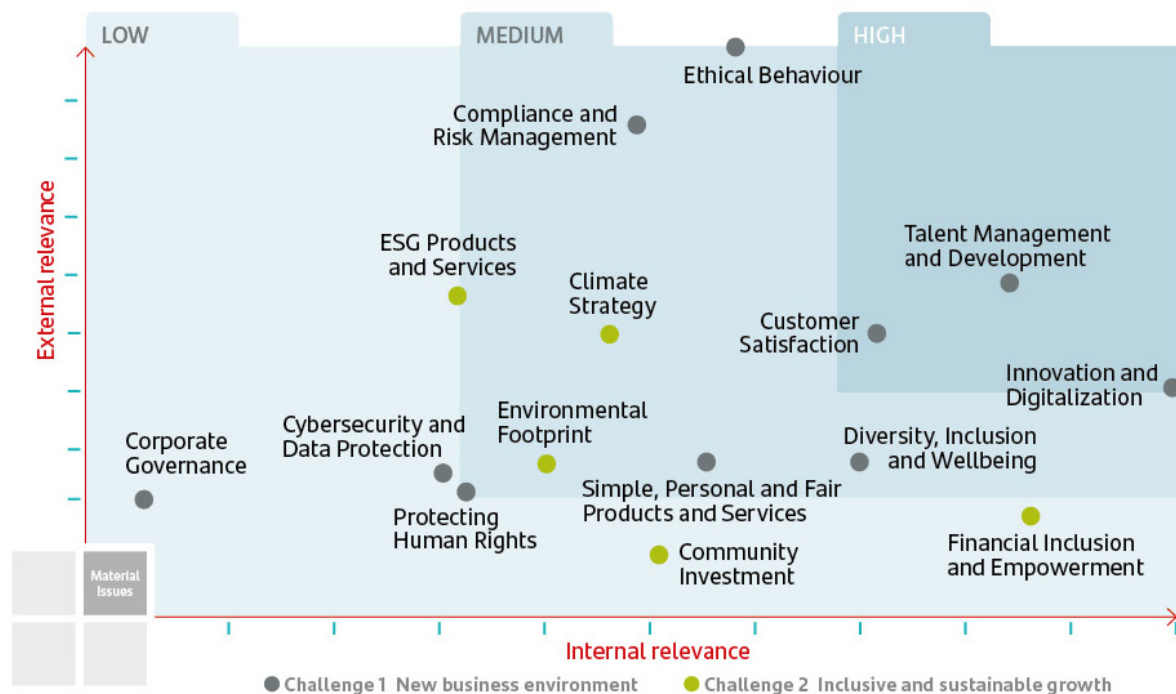 LOW
MEDIUM
HIGH
Ethical Behaviour
Compliance and
Risk Management
ESG Products
and Services
Climate
Strategy
Talent Management
and Development
Customer
Satisfaction
Innovation and
Digitalization
External relevance
Corporate
Governance
Cybersecurity and
Data Protection
Environmental
Footprint
Diversity, Inclusion
and Wellbeing
Protecting
Human Rights
Simple, Personal and Fair
Products and Services
Community
Investment
Financial Inclusion
and Empowerment
Material
Issues
Internal relevance
Challenge 1 New business environment
Challenge 2 Inclusive and sustainable growth